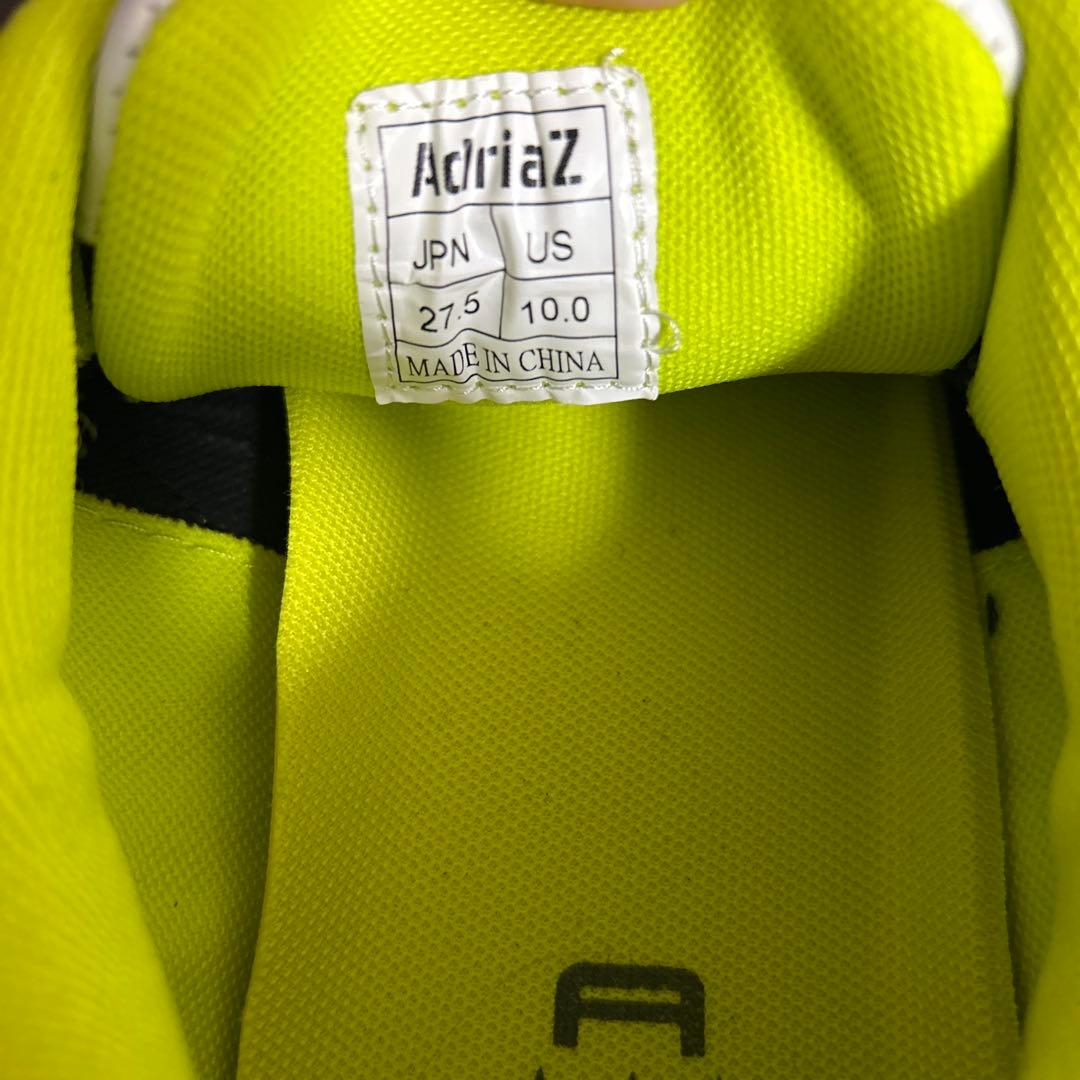 AdriaZ
JPN US
27.5 10.0
MADE IN CHINA
A